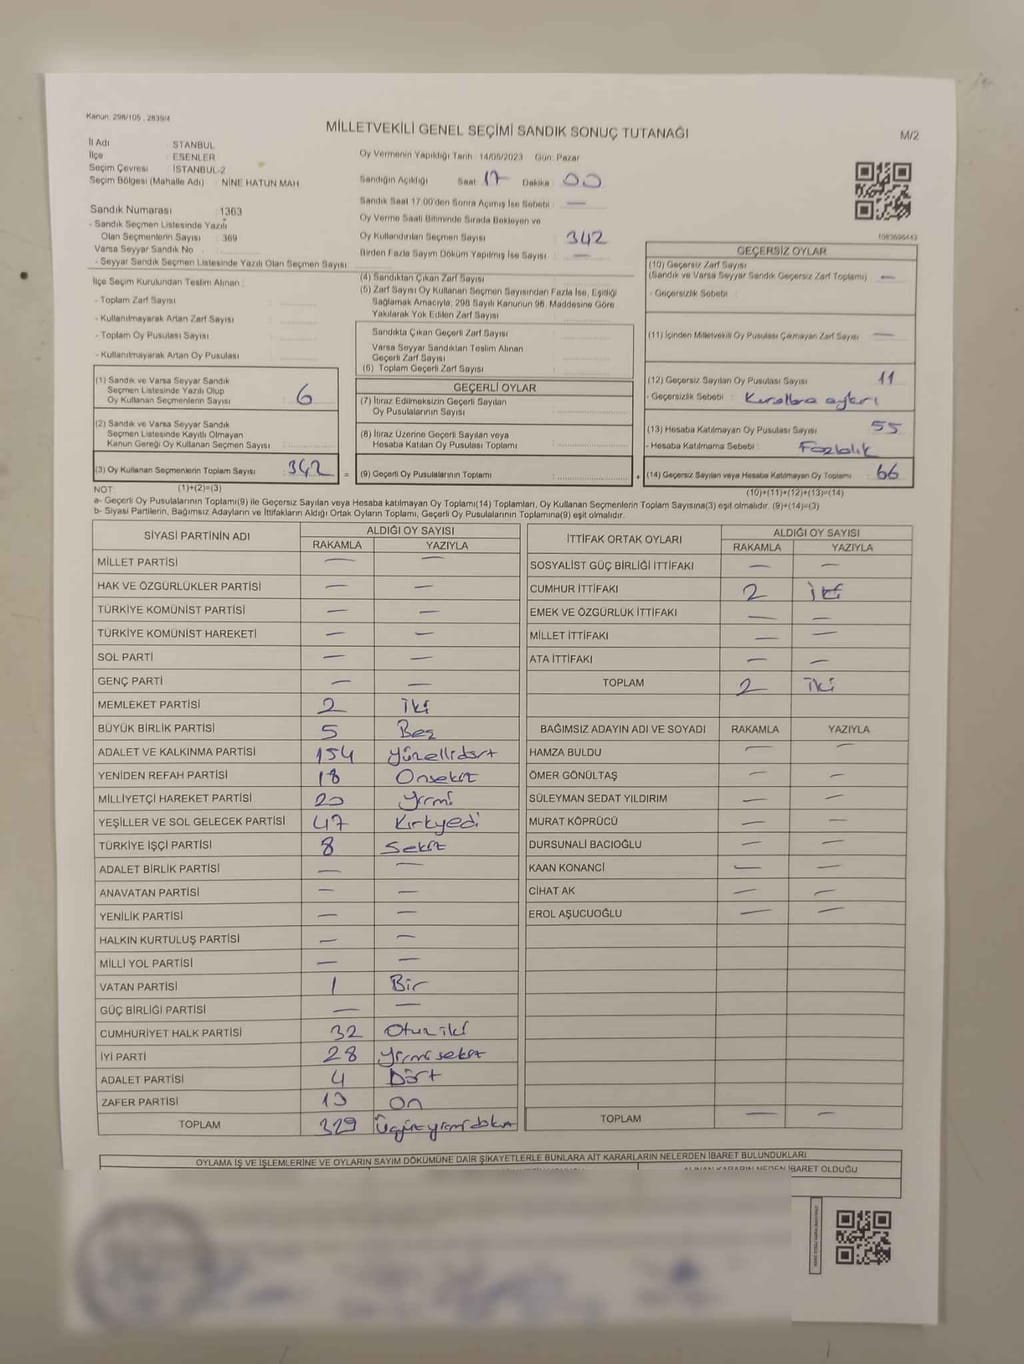 Kanun: 298/105 , 2839/4
MİLLETVEKİLİ GENEL SEÇİMİ SANDIK SONUÇ TUTANAĞI
M/2
İl Adı STANBUL
İlçe ESENLER
Seçim Çevresi İSTANBUL-2
Seçim Bölgesi (Mahalle Adı) : NİNE HATUN MAH
Sandık Numarası : 1363
- Sandık Seçmen Listesinde Yazılı
Olan Seçmenlerin Sayısı : 369
Varsa Seyyar Sandık No :
- Seyyar Sandık Seçmen Listesinde Yazılı Olan Seçmen Sayısı:
Oy Vermenin Yapıldığı Tarih: 14/05/2023 Gün: Pazar
Sandığın Açıldığı Saat 17 Dakika 00
Sandık Saat 17.00'den Sonra Açımış İse Sebebi : —
Oy Verme Saati Bitiminde Sırada Bekleyen ve
Oy Kullandırılan Seçmen Sayısı 342
Birden Fazla Sayım Döküm Yapılmış İse Sayısı : —
İlçe Seçim Kurulundan Teslim Alınan :
- Toplam Zarf Sayısı
- Kullanılmayarak Artan Zarf Sayısı
- Toplam Oy Pusulası Sayısı
- Kullanılmayarak Artan Oy Pusulası
(1) Sandık ve Varsa Seyyar Sandık
Seçmen Listesinde Yazılı Olup
Oy Kullanan Seçmenlerin Sayısı 6
(2) Sandık ve Varsa Seyyar Sandık
Seçmen Listesinde Kayıtlı Olmayan
Kanun Gereği Oy Kullanan Seçmen Sayısı
(3) Oy Kullanan Seçmenlerin Toplam Sayısı 342 =
(1)+(2)=(3)
(4) Sandıktan Çıkan Zarf Sayısı
(5) Zarf Sayısı Oy Kullanan Seçmen Sayısından Fazla İse, Eşitliği
Sağlamak Amacıyla, 298 Sayılı Kanunun 98. Maddesine Göre
Yakılarak Yok Edilen Zarf Sayısı
Sandıkta Çıkan Geçerli Zarf Sayısı
Varsa Seyyar Sandıktan Teslim Alınan
Geçerli Zarf Sayısı
(6) Toplam Geçerli Zarf Sayısı
GEÇERLİ OYLAR
(7) İtiraz Edilmeksizin Geçerli Sayılan
Oy Pusulalarının Sayısı
(8) İtiraz Üzerine Geçerli Sayılan veya
Hesaba Katılan Oy Pusulası Toplamı
(9) Geçerli Oy Pusulalarının Toplamı +
GEÇERSİZ OYLAR
(10) Geçersiz Zarf Sayısı
(Sandık ve Varsa Seyyar Sandık Geçersiz Zarf Toplamı) —
- Geçersizlik Sebebi :
(11) İçinden Milletvekili Oy Pusulası Çıkmayan Zarf Sayısı —
(12) Geçersiz Sayılan Oy Pusulası Sayısı 11
- Geçersizlik Sebebi : Kurallara aykırı
(13) Hesaba Katılmayan Oy Pusulası Sayısı 55
- Hesaba Katılmama Sebebi : Fazlalık
(14) Geçersiz Sayılan veya Hesaba Katılmayan Oy Toplamı 66
(10)+(11)+(12)+(13)=(14)
NOT
a- Geçerli Oy Pusulalarının Toplamı(9) ile Geçersiz Sayılan veya Hesaba katılmayan Oy Toplamı(14) Toplamları, Oy Kullanan Seçmenlerin Toplam Sayısına(3) eşit olmalıdır. (9)+(14)=(3)
b- Siyasi Partilerin, Bağımsız Adayların ve İttifakların Aldığı Ortak Oyların Toplamı, Geçerli Oy Pusulalarının Toplamına(9) eşit olmalıdır.
SİYASİ PARTİNİN ADI ALDIĞI OY SAYISI
RAKAMLA YAZIYLA
MİLLET PARTİSİ — —
HAK VE ÖZGÜRLÜKLER PARTİSİ — —
TÜRKİYE KOMÜNİST PARTİSİ — —
TÜRKİYE KOMÜNİST HAREKETİ — —
SOL PARTİ — —
GENÇ PARTİ — —
MEMLEKET PARTİSİ 2 iki
BÜYÜK BİRLİK PARTİSİ 5 Beş
ADALET VE KALKINMA PARTİSİ 154 yüzellidört
YENİDEN REFAH PARTİSİ 18 Onsekiz
MİLLİYETÇİ HAREKET PARTİSİ 20 yirmi
YEŞİLLER VE SOL GELECEK PARTİSİ 47 Kırkyedi
TÜRKİYE İŞÇİ PARTİSİ 8 Sekiz
ADALET BİRLİK PARTİSİ — —
ANAVATAN PARTİSİ — —
YENİLİK PARTİSİ — —
HALKIN KURTULUŞ PARTİSİ — —
MİLLİ YOL PARTİSİ — —
VATAN PARTİSİ 1 Bir
GÜÇ BİRLİĞİ PARTİSİ — —
CUMHURİYET HALK PARTİSİ 32 Otuziki
İYİ PARTİ 28 yirmisekiz
ADALET PARTİSİ 4 Dört
ZAFER PARTİSİ 10 On
TOPLAM 329 Üçyüzyirmidokuz
İTTİFAK ORTAK OYLARI ALDIĞI OY SAYISI
RAKAMLA YAZIYLA
SOSYALİST GÜÇ BİRLİĞİ İTTİFAKI — —
CUMHUR İTTİFAKI 2 iki
EMEK VE ÖZGÜRLÜK İTTİFAKI — —
MİLLET İTTİFAKI — —
ATA İTTİFAKI — —
TOPLAM 2 iki
BAĞIMSIZ ADAYIN ADI VE SOYADI RAKAMLA YAZIYLA
HAMZA BULDU — —
ÖMER GÖNÜLTAŞ — —
SÜLEYMAN SEDAT YILDIRIM — —
MURAT KÖPRÜCÜ — —
DURSUNALİ BACIOĞLU — —
KAAN KONANCİ — —
CİHAT AK — —
EROL AŞUCUOĞLU — —
TOPLAM — —
OYLAMA İŞ VE İŞLEMLERİNE VE OYLARIN SAYIM DÖKÜMÜNE DAİR ŞİKAYETLERLE BUNLARA AİT KARARLARIN NELERDEN İBARET BULUNDUKLARI
ALINAN KARARIN NEDEN İBARET OLDUĞU